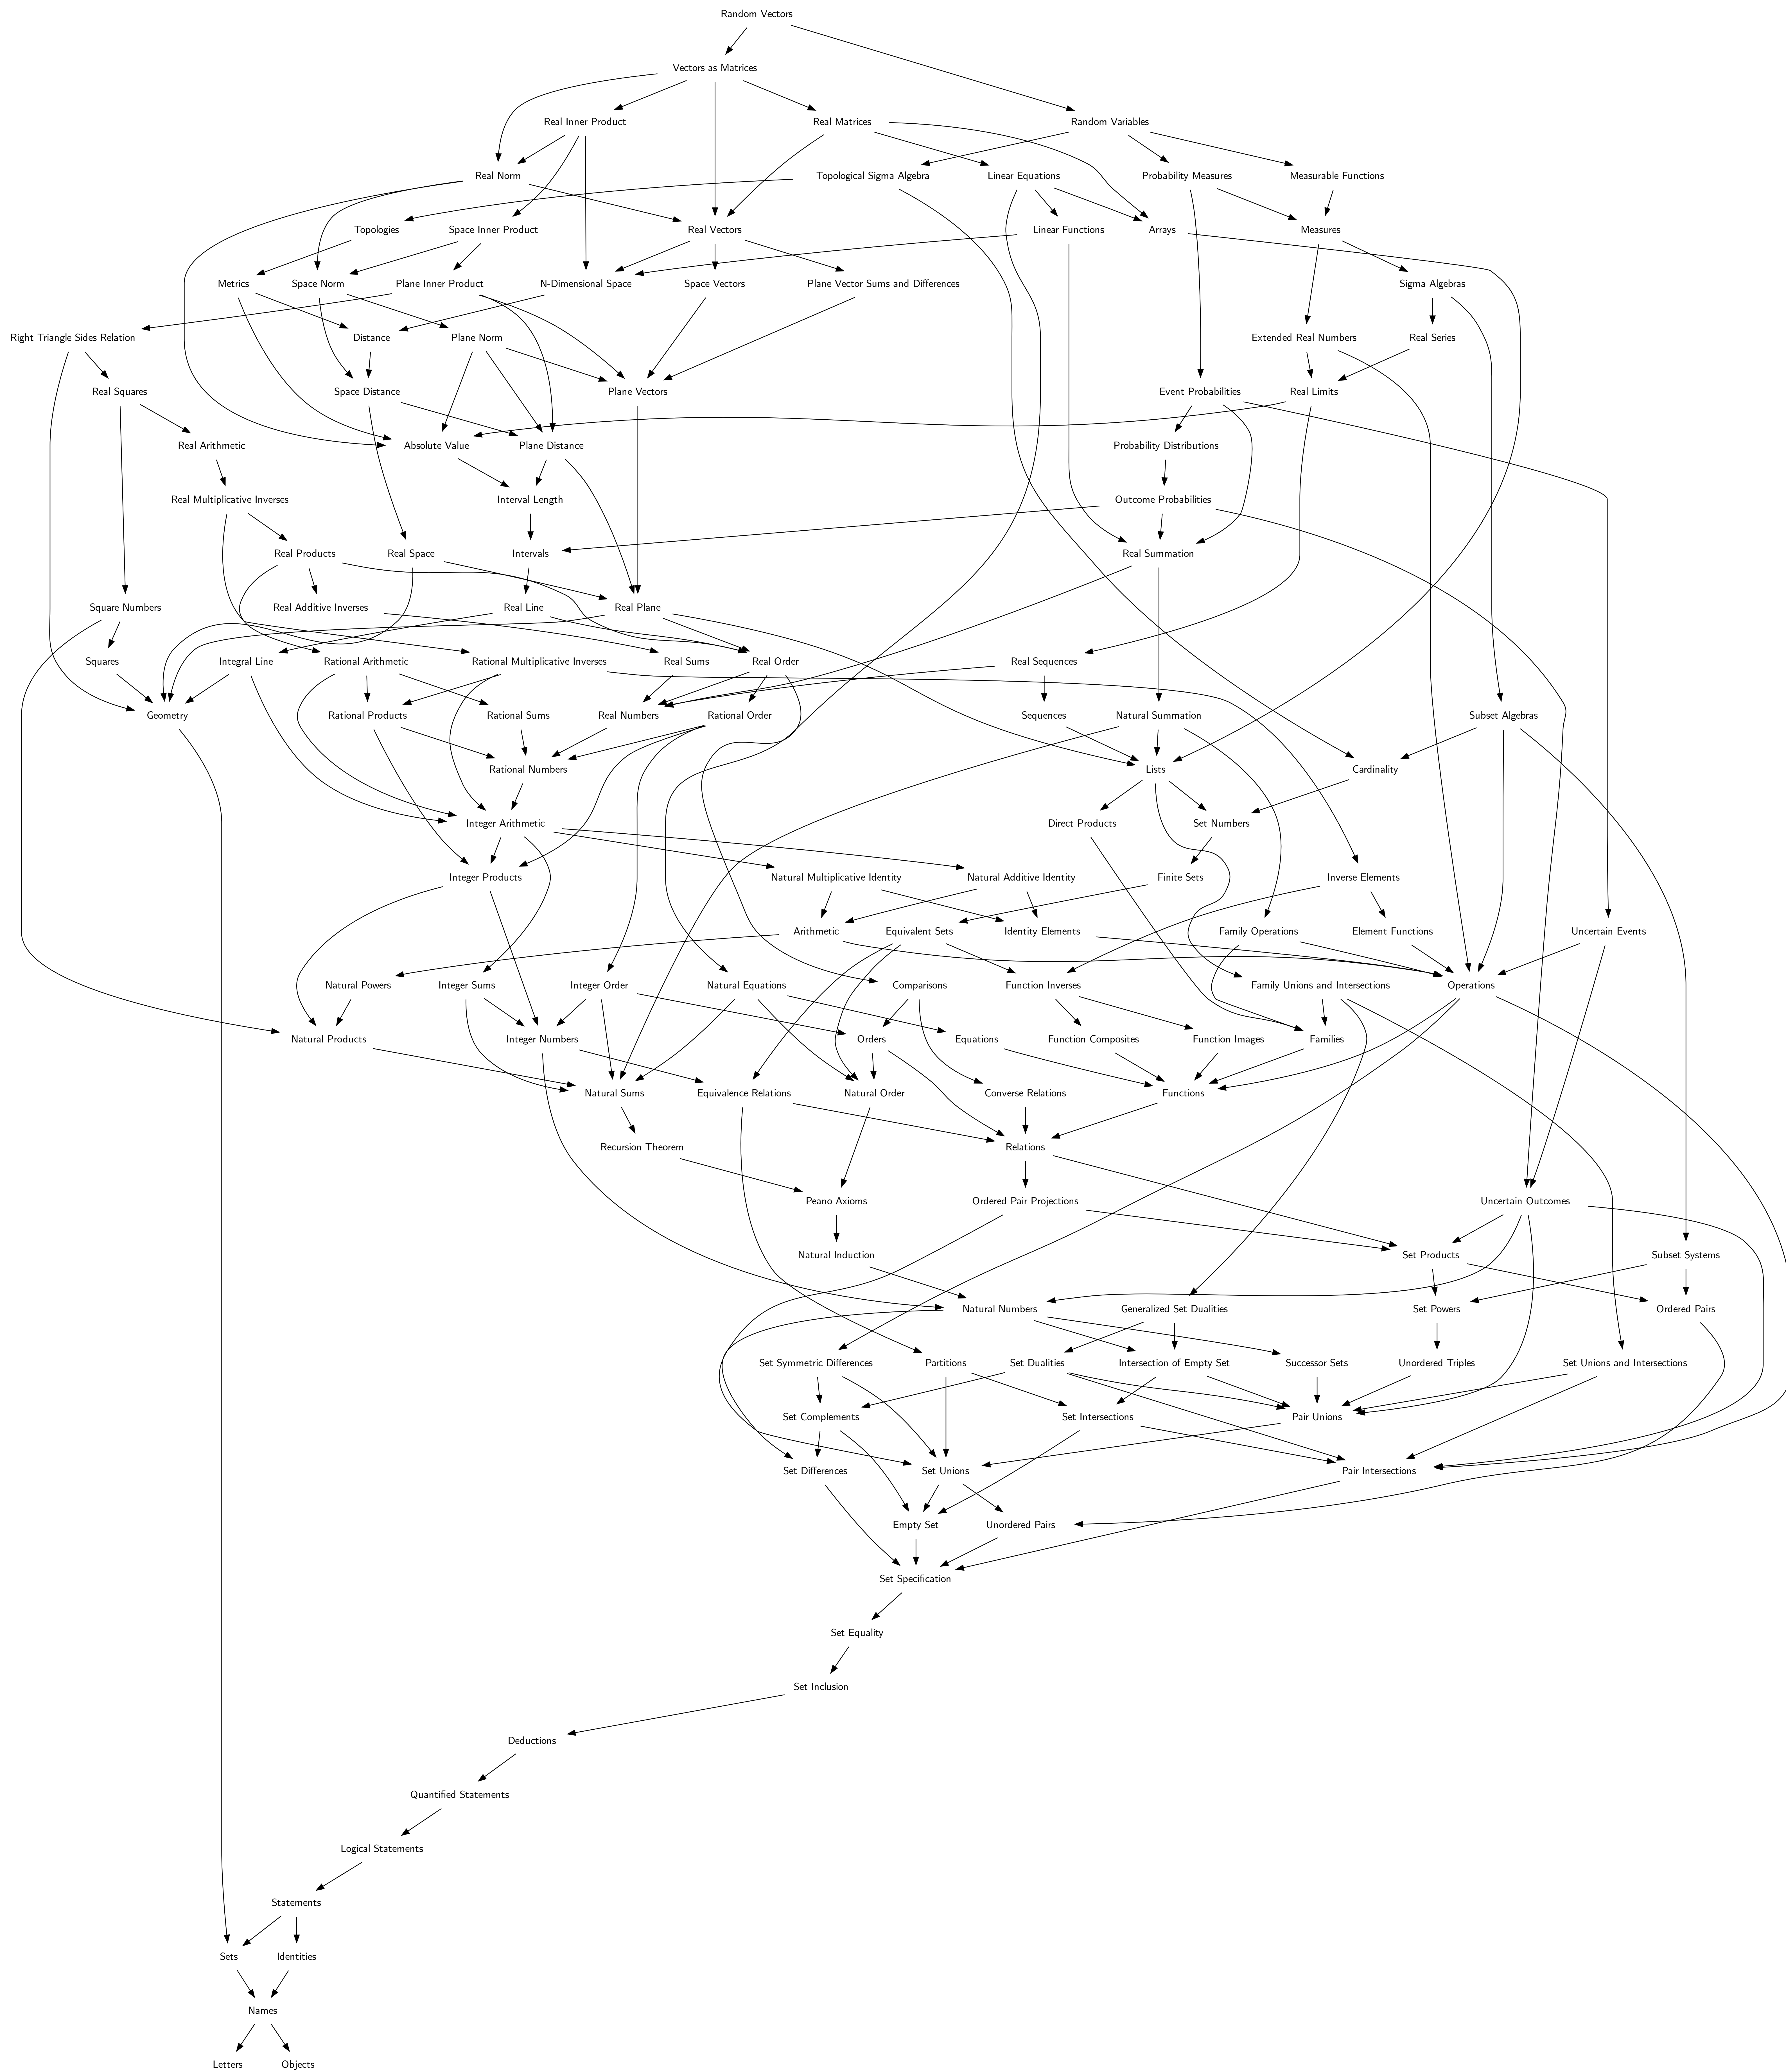 Random Vectors
Vectors as Matrices
Real Inner Product
Real Matrices
Random Variables
Real Norm
Topological Sigma Algebra
Linear Equations
Probability Measures
Measurable Functions
Topologies
Space Inner Product
Real Vectors
Linear Functions
Arrays
Measures
Metrics
Space Norm
Plane Inner Product
N-Dimensional Space
Space Vectors
Plane Vector Sums and Differences
Sigma Algebras
Right Triangle Sides Relation
Distance
Plane Norm
Extended Real Numbers
Real Series
Real Squares
Space Distance
Plane Vectors
Event Probabilities
Real Limits
Real Arithmetic
Absolute Value
Plane Distance
Probability Distributions
Real Multiplicative Inverses
Interval Length
Outcome Probabilities
Real Products
Real Space
Intervals
Real Summation
Square Numbers
Real Additive Inverses
Real Line
Real Plane
Squares
Integral Line
Rational Arithmetic
Rational Multiplicative Inverses
Real Sums
Real Order
Real Sequences
Geometry
Rational Products
Rational Sums
Real Numbers
Rational Order
Sequences
Natural Summation
Subset Algebras
Rational Numbers
Lists
Cardinality
Integer Arithmetic
Direct Products
Set Numbers
Integer Products
Natural Multiplicative Identity
Natural Additive Identity
Finite Sets
Inverse Elements
Arithmetic
Equivalent Sets
Identity Elements
Family Operations
Element Functions
Uncertain Events
Natural Powers
Integer Sums
Integer Order
Natural Equations
Comparisons
Function Inverses
Family Unions and Intersections
Operations
Natural Products
Integer Numbers
Orders
Equations
Function Composites
Function Images
Families
Natural Sums
Equivalence Relations
Natural Order
Converse Relations
Functions
Recursion Theorem
Relations
Peano Axioms
Ordered Pair Projections
Uncertain Outcomes
Natural Induction
Set Products
Subset Systems
Natural Numbers
Generalized Set Dualities
Set Powers
Ordered Pairs
Set Symmetric Differences
Partitions
Set Dualities
Intersection of Empty Set
Successor Sets
Unordered Triples
Set Unions and Intersections
Set Complements
Set Intersections
Pair Unions
Set Differences
Set Unions
Pair Intersections
Empty Set
Unordered Pairs
Set Specification
Set Equality
Set Inclusion
Deductions
Quantified Statements
Logical Statements
Statements
Sets
Identities
Names
Letters
Objects